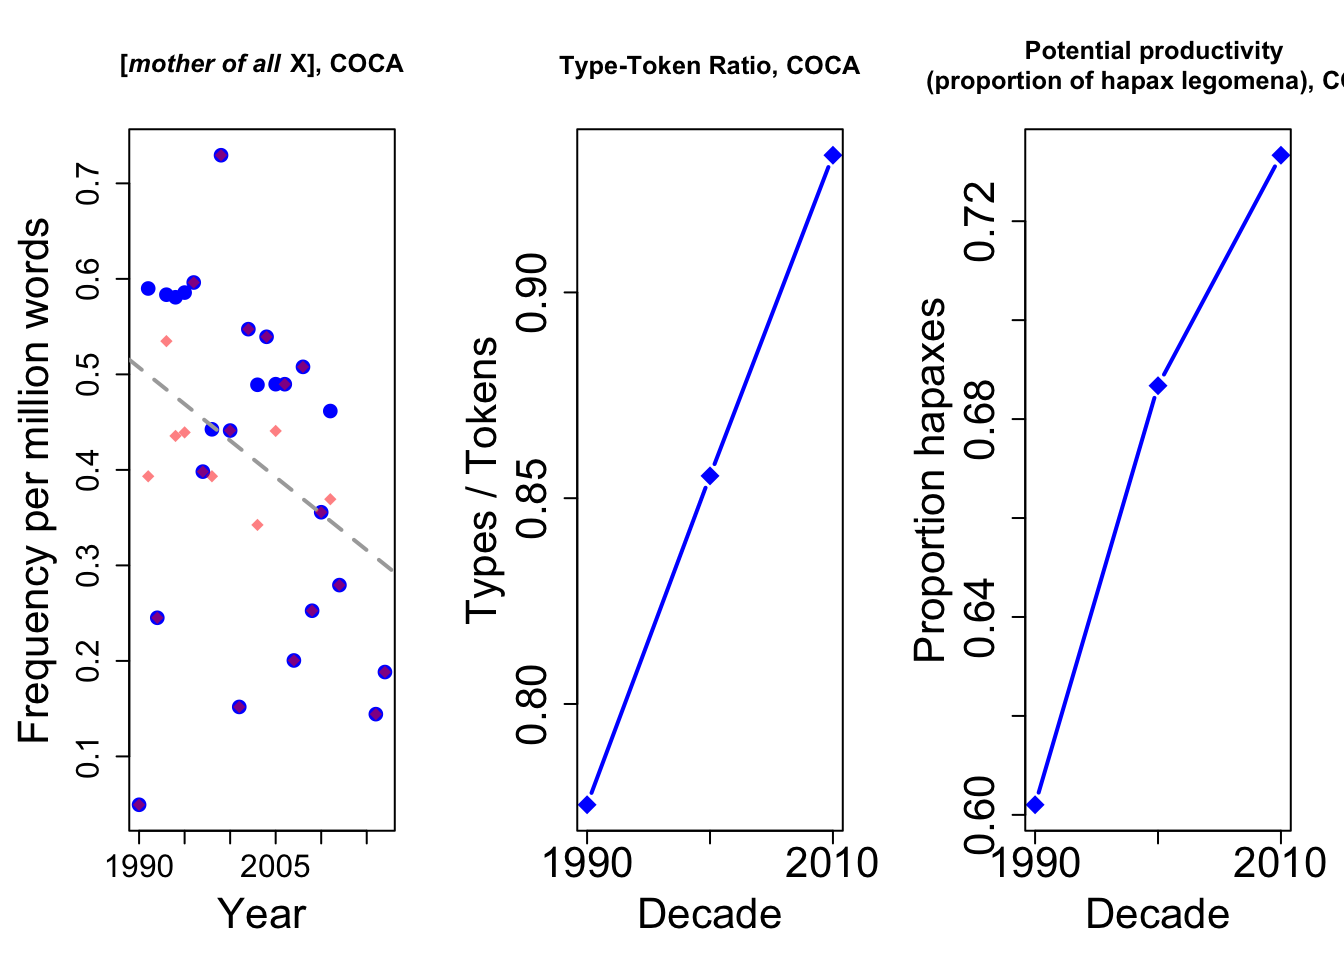 [mother of all X], COCA
Frequency per million words
0.7
0.6
0.5
0.4
0.3
0.2
0.1
1990 2005
Year
Type-Token Ratio, COCA
Types / Tokens
0.90
0.85
0.80
1990 2010
Decade
Potential productivity
(proportion of hapax legomena), CO
Proportion hapaxes
0.72
0.68
0.64
0.60
1990 2010
Decade